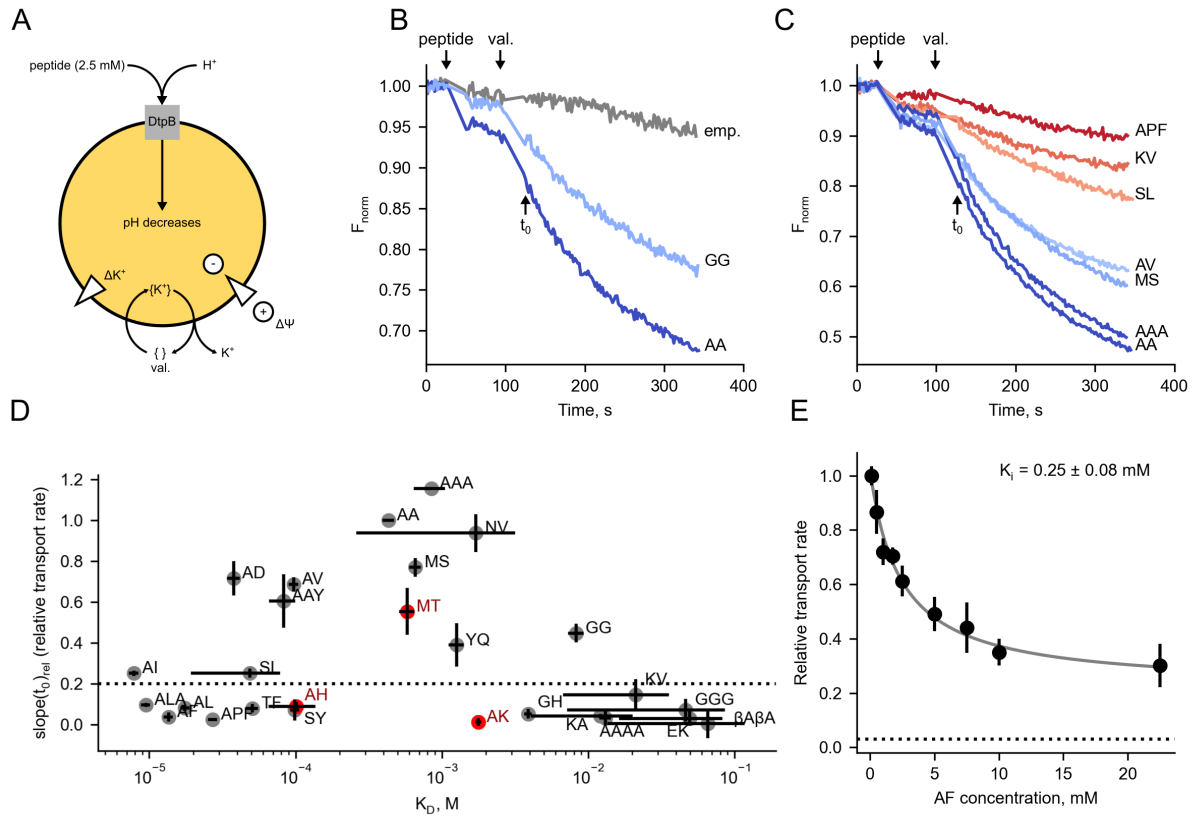 A
peptide (2.5 mM)
H⁺
DtpB
pH decreases
ΔK⁺
{K⁺}
-
+
ΔΨ
{ }
val.
K⁺
B
peptide
val.
1.00
0.95
0.90
0.85
0.80
0.75
0.70
Fnorm
emp.
GG
AA
t₀
0
100
200
300
400
Time, s
C
peptide
val.
1.0
0.9
0.8
0.7
0.6
0.5
Fnorm
APF
KV
SL
AV
MS
AAA
AA
t₀
0
100
200
300
400
Time, s
D
slope(t₀)rel (relative transport rate)
1.2
1.0
0.8
0.6
0.4
0.2
0.0
AAA
AA
NV
MS
AD
AV
AAY
MT
YQ
GG
AI
SL
KV
ALA
AL
AF
APF
TF
AH
SY
AK
GH
KA
AAAA
GGG
EK
βAβA
10⁻⁵
10⁻⁴
10⁻³
10⁻²
10⁻¹
K_D, M
E
Kᵢ = 0.25 ± 0.08 mM
Relative transport rate
1.0
0.8
0.6
0.4
0.2
0.0
0
5
10
15
20
AF concentration, mM